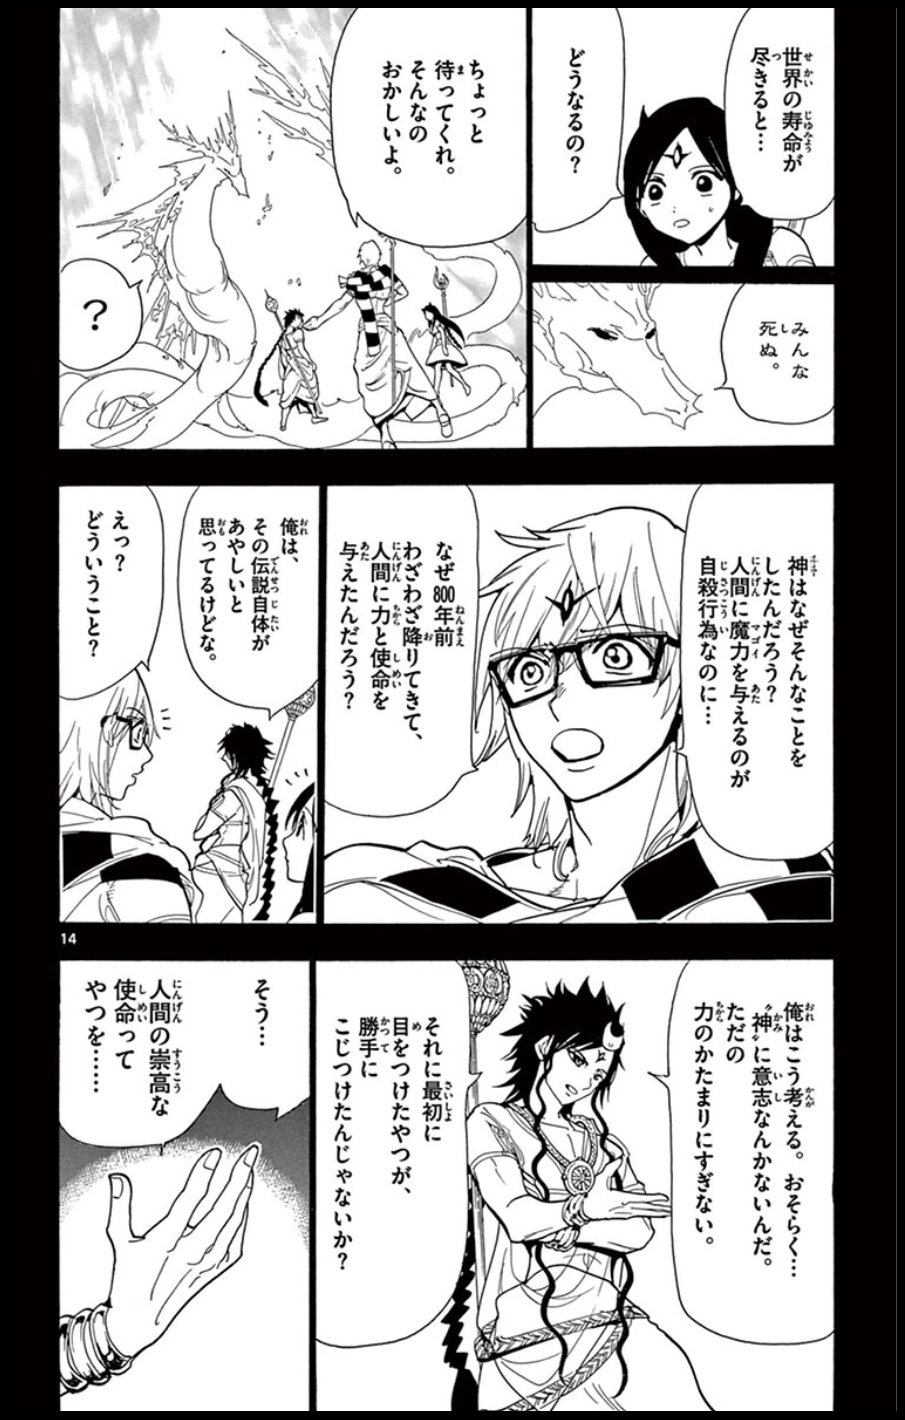 世界の寿命が
尽きると…
どうなるの?
みんな
死ぬ。
ちょっと
待ってくれ。
そんなの
おかしいよ。
?
神はなぜそんなことを
したんだろう?
人間に魔力を与えるのが
自殺行為なのに…
なぜ800年前
わざわざ降りてきて、
人間に力と使命を
与えたんだろう?
俺は、
その伝説自体が
あやしいと
思ってるけどな。
えっ?
どういうこと?
14
俺はこう考える。おそらく…
〝神〟に意志なんかないんだ。
ただの
力のかたまりにすぎない。
それに最初に
目をつけたやつが、
勝手に
こじつけたんじゃないか?
そう…
人間の崇高な
使命って
やつを……